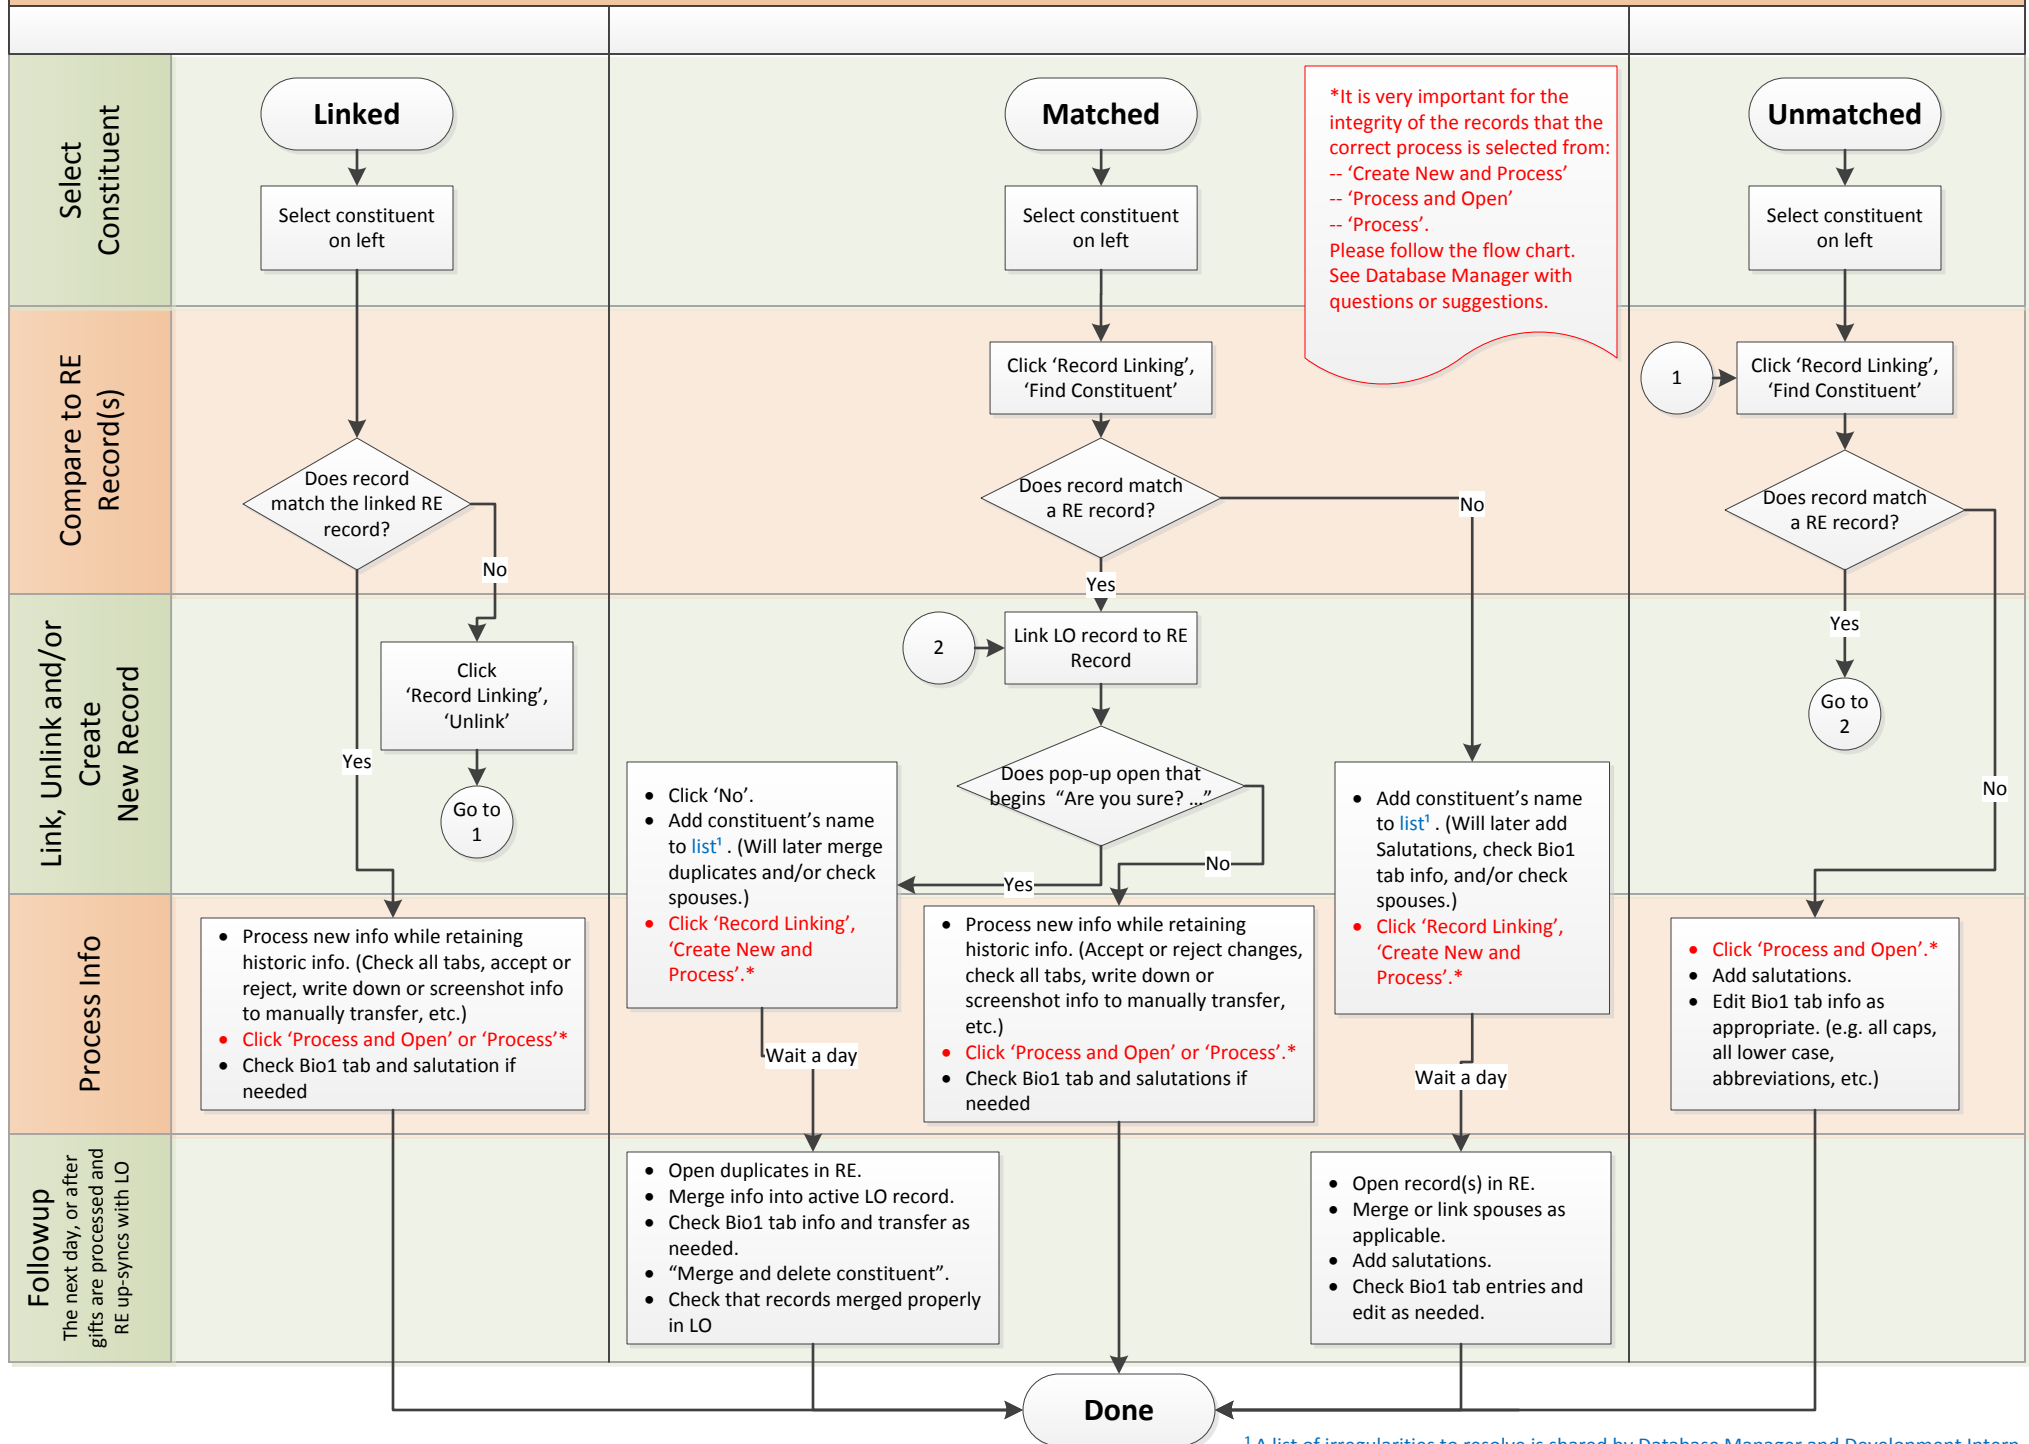 Select
Constituent
Linked
Select constituent
on left
Matched
Select constituent
on left
*It is very important for the
integrity of the records that the
correct process is selected from:
-- ‘Create New and Process’
-- ‘Process and Open’
-- ‘Process’.
Please follow the flow chart.
See Database Manager with
questions or suggestions.
Unmatched
Select constituent
on left
Compare to RE
Record(s)
Does record
match the linked RE
record?
No
Click ‘Record Linking’,
‘Find Constituent’
Does record match
a RE record?
No
Yes
1
Click ‘Record Linking’,
‘Find Constituent’
Does record match
a RE record?
Link, Unlink and/or
Create
New Record
Yes
Click
‘Record Linking’,
‘Unlink’
Go to
1
2
Link LO record to RE
Record
Does pop-up open that
begins “Are you sure? ...”
No
Yes
• Click ‘No’.
• Add constituent’s name
to list¹ . (Will later merge
duplicates and/or check
spouses.)
• Click ‘Record Linking’,
‘Create New and
Process’.*
• Add constituent’s name
to list¹ . (Will later add
Salutations, check Bio1
tab info, and/or check
spouses.)
• Click ‘Record Linking’,
‘Create New and
Process’.*
Yes
Go to
2
No
Process Info
• Process new info while retaining
historic info. (Check all tabs, accept or
reject, write down or screenshot info
to manually transfer, etc.)
• Click ‘Process and Open’ or ‘Process’*
• Check Bio1 tab and salutation if
needed
Wait a day
• Process new info while retaining
historic info. (Accept or reject changes,
check all tabs, write down or
screenshot info to manually transfer,
etc.)
• Click ‘Process and Open’ or ‘Process’.*
• Check Bio1 tab and salutations if
needed
Wait a day
• Click ‘Process and Open’.*
• Add salutations.
• Edit Bio1 tab info as
appropriate. (e.g. all caps,
all lower case,
abbreviations, etc.)
Followup
The next day, or after
gifts are processed and
RE up-syncs with LO
• Open duplicates in RE.
• Merge info into active LO record.
• Check Bio1 tab info and transfer as
needed.
• “Merge and delete constituent”.
• Check that records merged properly
in LO
• Open record(s) in RE.
• Merge or link spouses as
applicable.
• Add salutations.
• Check Bio1 tab entries and
edit as needed.
Done
¹ A list of irregularities to resolve is shared by Database Manager and Development Intern